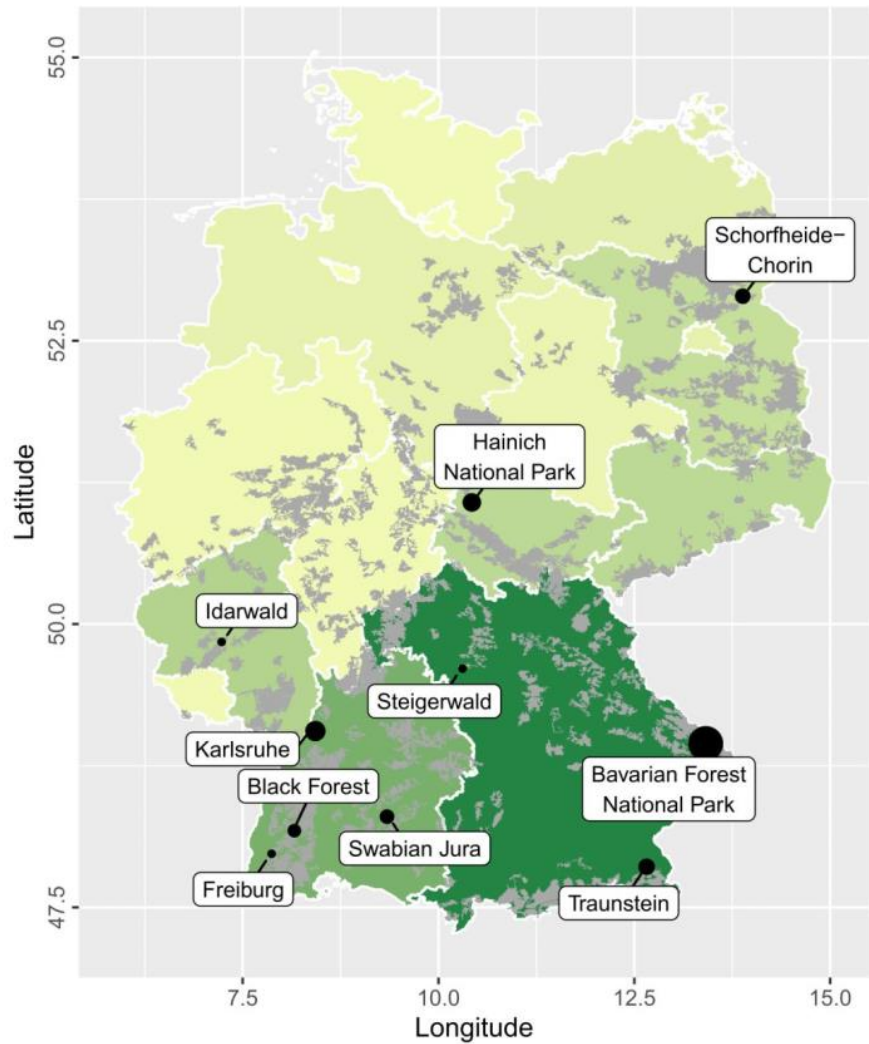 55.0
Schorfheide−
Chorin
52.5
Hainich
National Park
Latitude
50.0
Idarwald
Steigerwald
Karlsruhe
Black Forest
Bavarian Forest
National Park
Swabian Jura
Freiburg
Traunstein
47.5
7.5
10.0
12.5
15.0
Longitude